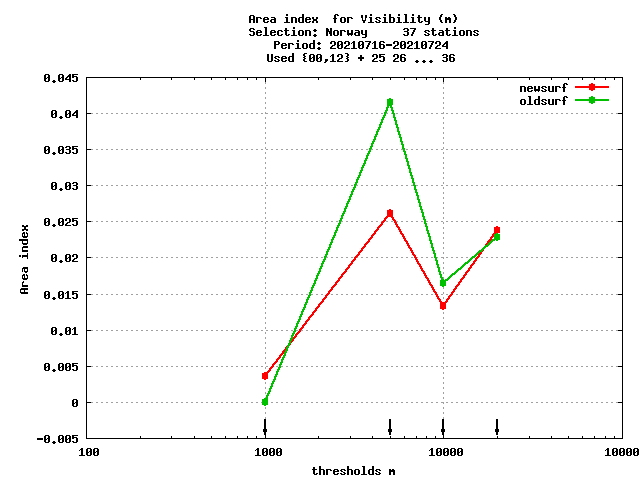 Area index  for Visibility (m)
Selection: Norway     37 stations
Period: 20210716-20210724
Used {00,12} + 25 26 ... 36
newsurf
oldsurf
0.045
0.04
0.035
0.03
0.025
0.02
0.015
0.01
0.005
0
-0.005
Area index
100 1000 10000 10000
thresholds m